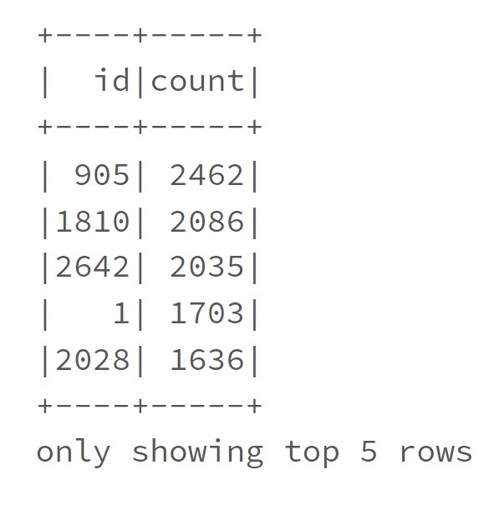 +----+-----+
|  id|count|
+----+-----+
| 905| 2462|
|1810| 2086|
|2642| 2035|
|   1| 1703|
|2028| 1636|
+----+-----+
only showing top 5 rows